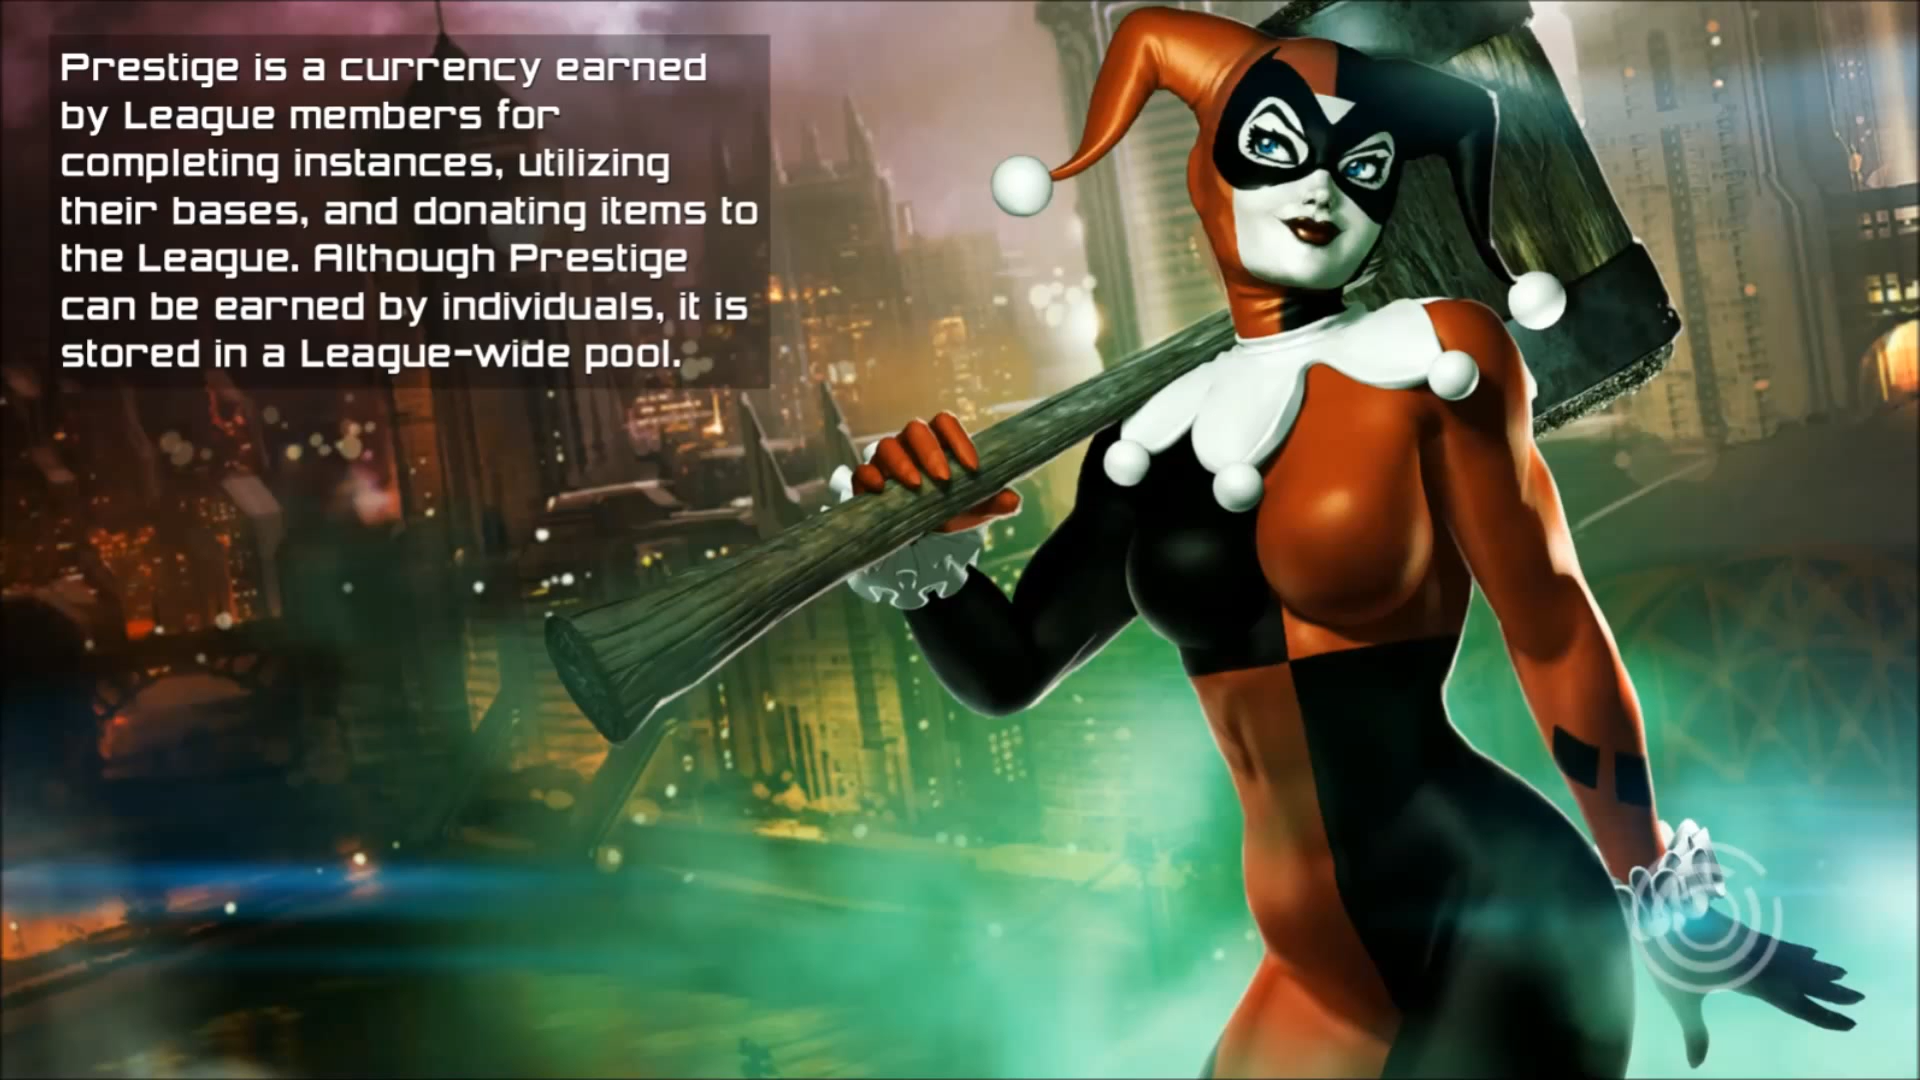 Prestige is a currency earned
by League members for
completing instances, utilizing
their bases, and donating items to
the League. Although Prestige
can be earned by individuals, it is
stored in a League-wide pool.